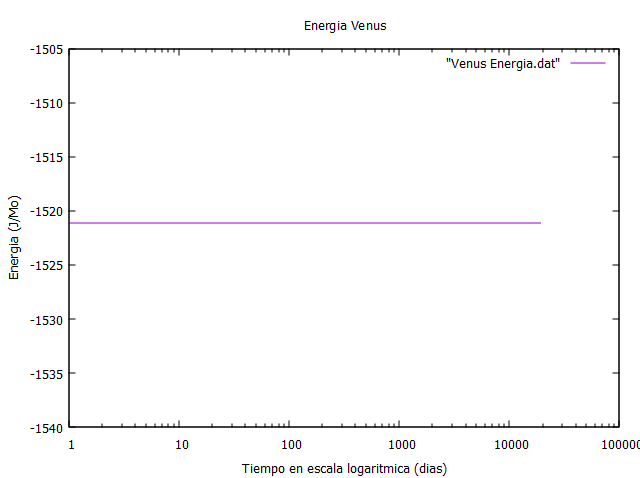 Energia Venus
"Venus Energia.dat"
-1505
-1510
-1515
-1520
-1525
-1530
-1535
-1540
Energia (J/Mo)
1 10 100 1000 10000 100000
Tiempo en escala logaritmica (dias)